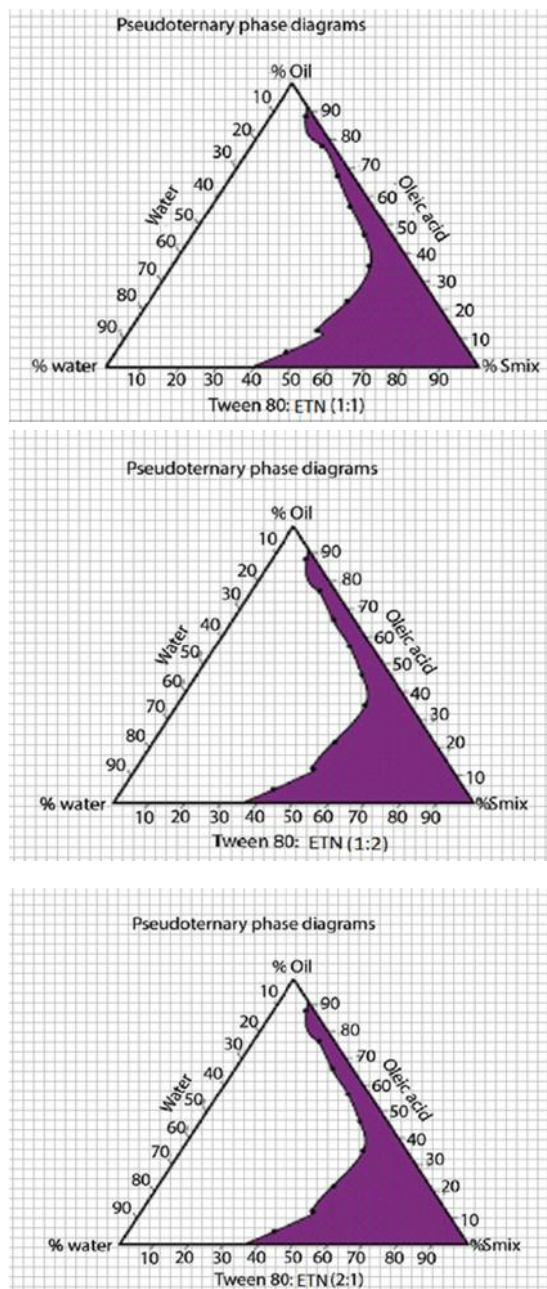 Pseudoternary phase diagrams
% Oil
10 90
20 80
30 70
40 60
Water Oleic acid
50 50
60 40
70 30
80 20
90 10
% water % Smix
10 20 30 40 50 60 70 80 90
Tween 80: ETN (1:1)
Pseudoternary phase diagrams
% Oil
10 90
20 80
30 70
40 60
Water Oleic acid
50 50
60 40
70 30
80 20
90 10
% water %Smix
10 20 30 40 50 60 70 80 90
Tween 80: ETN (1:2)
Pseudoternary phase diagrams
% Oil
10 90
20 80
30 70
40 60
Water Oleic acid
50 50
60 40
70 30
80 20
90 10
% water %Smix
10 20 30 40 50 60 70 80 90
Tween 80: ETN (2:1)